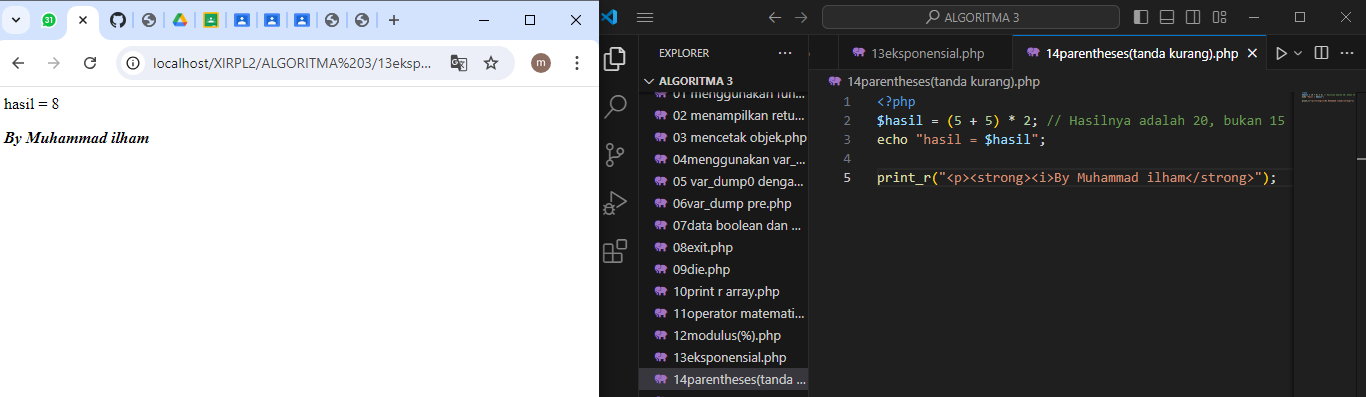 31
localhost/XIRPL2/ALGORITMA%203/13eksp...
m
hasil = 8
By Muhammad ilham
ALGORITMA 3
EXPLORER
ALGORITMA 3
01 menggunakan fun...
02 menampilkan retu...
03 mencetak objek.php
04menggunakan var_...
05 var_dump0 denga...
06var_dump pre.php
07data boolean dan ...
08exit.php
09die.php
10print r array.php
11operator matemati...
12modulus(%).php
13eksponensial.php
14parentheses(tanda ...
13eksponensial.php
14parentheses(tanda kurang).php
14parentheses(tanda kurang).php
1 <?php
2 $hasil = (5 + 5) * 2; // Hasilnya adalah 20, bukan 15
3 echo "hasil = $hasil";
4
5 print_r("<p><strong><i>By Muhammad ilham</strong>");